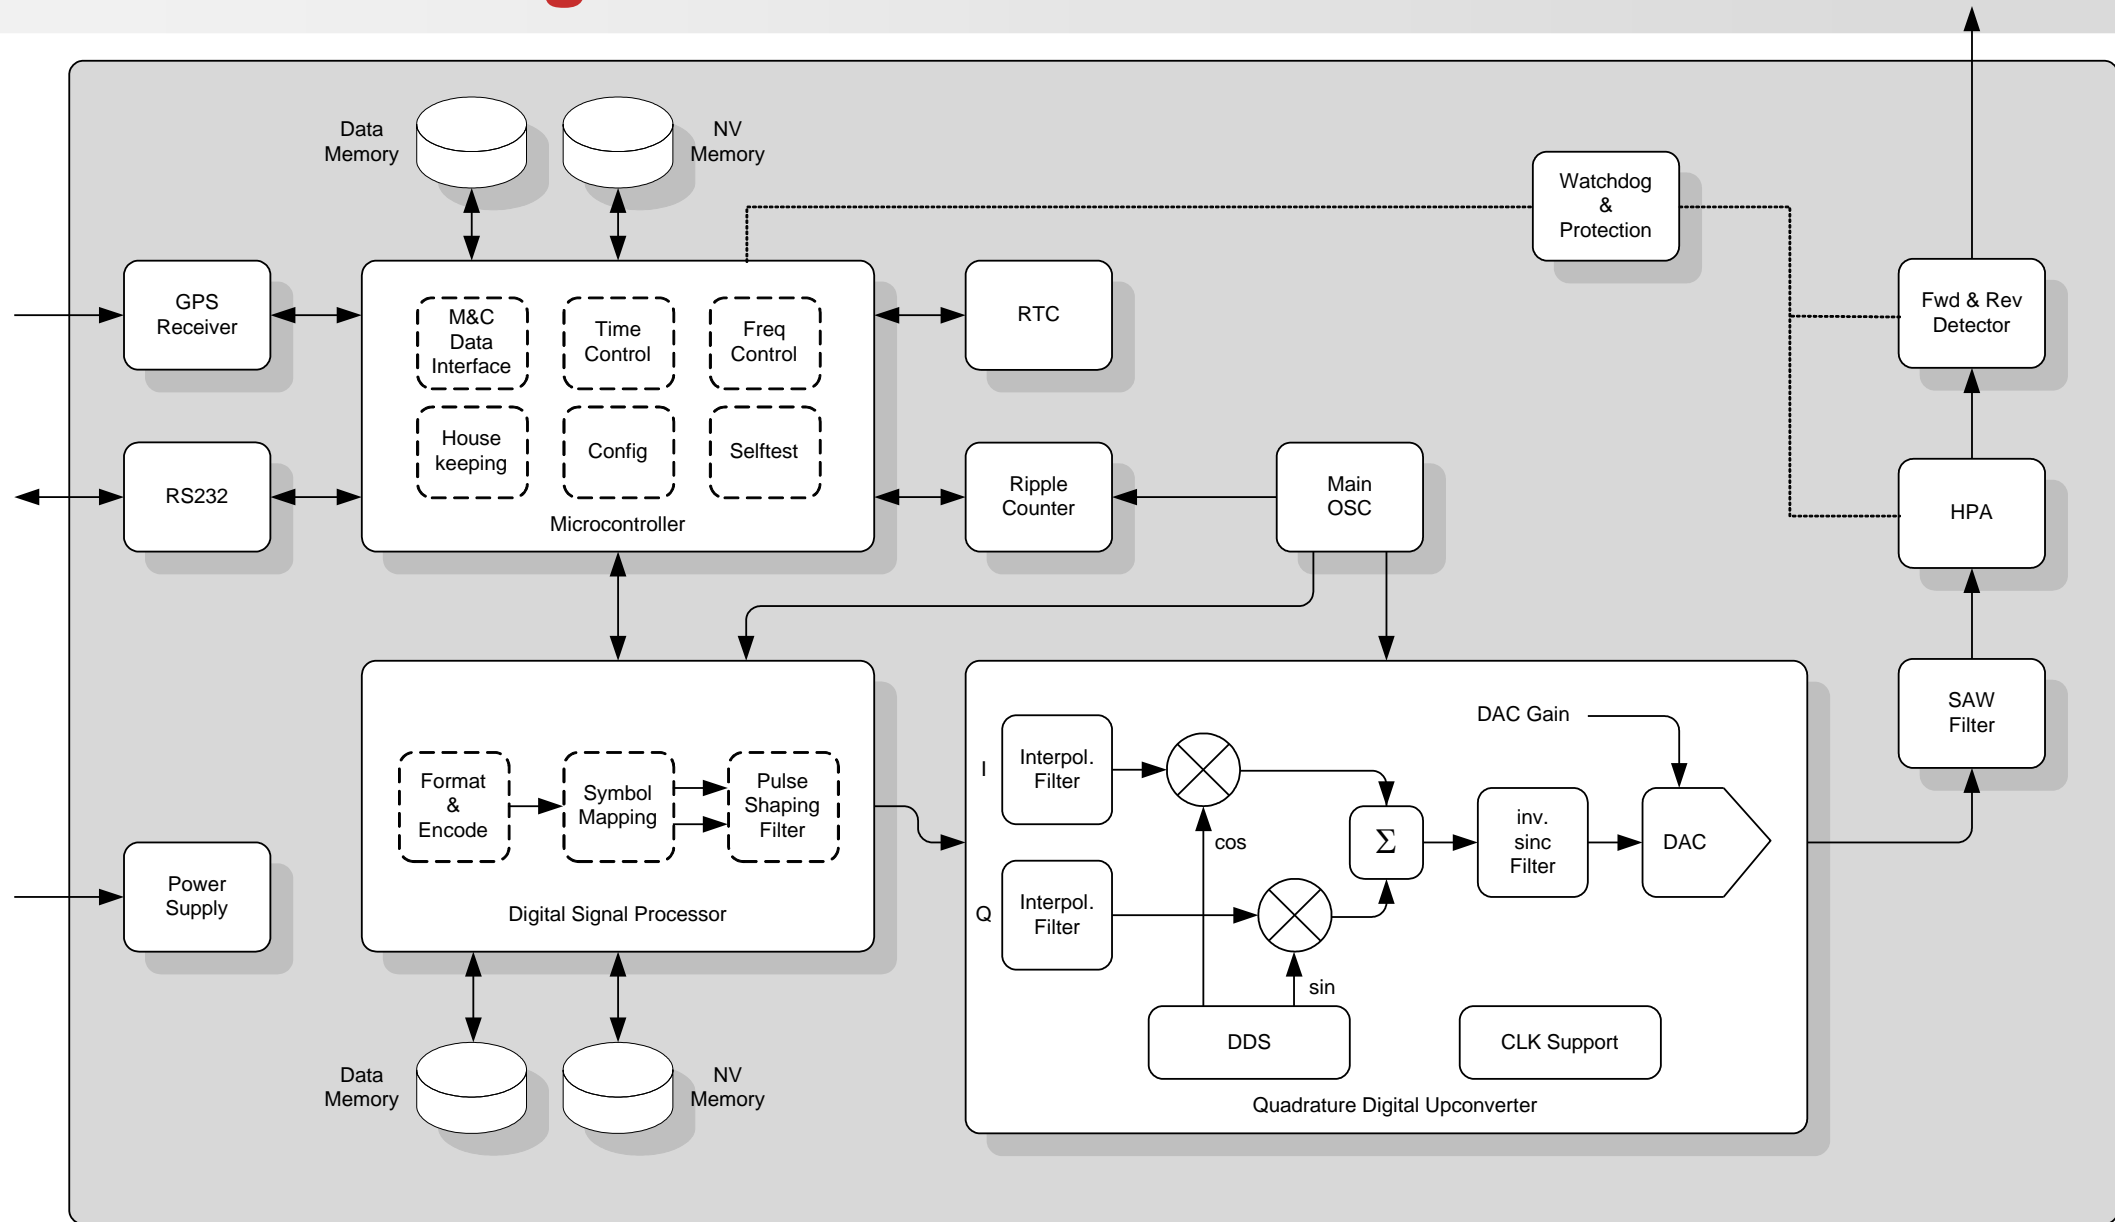 Data
Memory
NV
Memory
Watchdog
&
Protection
GPS
Receiver
M&C
Data
Interface
Time
Control
Freq
Control
RTC
Fwd & Rev
Detector
RS232
House
keeping
Config
Selftest
Microcontroller
Ripple
Counter
Main
OSC
HPA
Power
Supply
Format
&
Encode
Symbol
Mapping
Pulse
Shaping
Filter
Digital Signal Processor
I
Interpol.
Filter
Q
Interpol.
Filter
cos
sin
Σ
inv.
sinc
Filter
DAC Gain
DAC
SAW
Filter
DDS
CLK Support
Quadrature Digital Upconverter
Data
Memory
NV
Memory